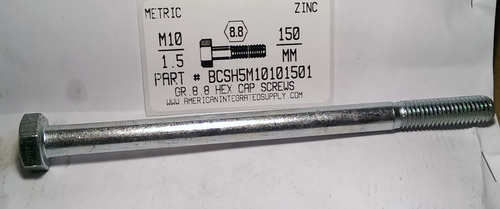 METRIC ZINC
M10 8.8 150
1.5 MM
PART # BCSH5M10101501
GR.8.8 HEX CAP SCREWS
WWW.AMERICANINTEGRATEDSUPPLY.COM